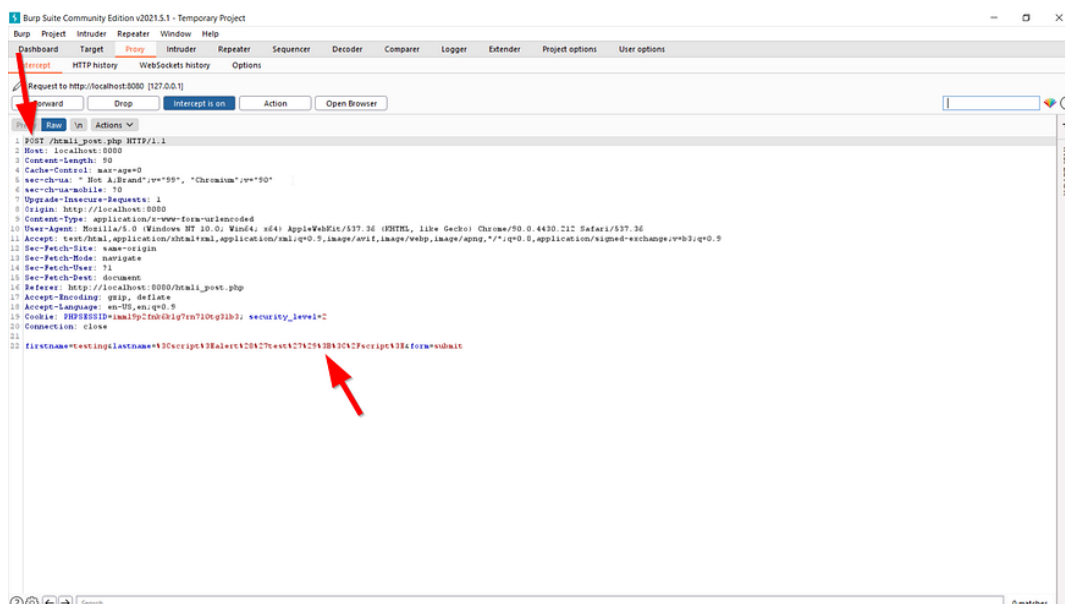 Burp Suite Community Edition v2021.5.1 - Temporary Project
Burp Project Intruder Repeater Window Help
Dashboard Target Proxy Intruder Repeater Sequencer Decoder Comparer Logger Extender Project options User options
HTTP history WebSockets history Options
Request to http://localhost:8080 [127.0.0.1]
Drop Intercept is on Action Open Browser
Raw \n Actions
1 POST /htmli_post.php HTTP/1.1
2 Host: localhost:8080
3 Content-Length: 90
4 Cache-Control: max-age=0
5 sec-ch-ua: " Not A;Brand";v="99", "Chromium";v="90"
6 sec-ch-ua-mobile: ?0
7 Upgrade-Insecure-Requests: 1
8 Origin: http://localhost:8080
9 Content-Type: application/x-www-form-urlencoded
10 User-Agent: Mozilla/5.0 (Windows NT 10.0; Win64; x64) AppleWebKit/537.36 (KHTML, like Gecko) Chrome/90.0.4430.212 Safari/537.36
11 Accept: text/html,application/xhtml+xml,application/xml;q=0.9,image/avif,image/webp,image/apng,*/*;q=0.8,application/signed-exchange;v=b3;q=0.9
12 Sec-Fetch-Site: same-origin
13 Sec-Fetch-Mode: navigate
14 Sec-Fetch-User: ?1
15 Sec-Fetch-Dest: document
16 Referer: http://localhost:8080/htmli_post.php
17 Accept-Encoding: gzip, deflate
18 Accept-Language: en-US,en;q=0.9
19 Cookie: security_level=2
20 Connection: close
21
22 firstname=testing&lastname=%3Cscript%3Ealert%28%27test%27%29%3B%3C%2Fscript%3E&form=submit
Search...
0 matches